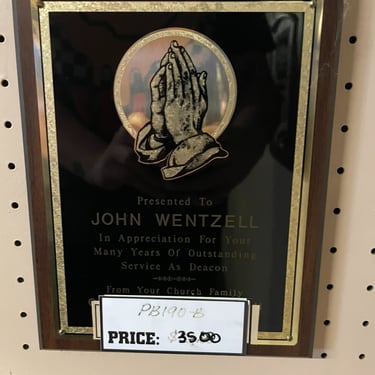 Presented To
JOHN WENTZELL
In Appreciation For Your
Many Years Of Outstanding
Service As Deacon
From Your Church Family
PB190-B
PRICE: $35.00